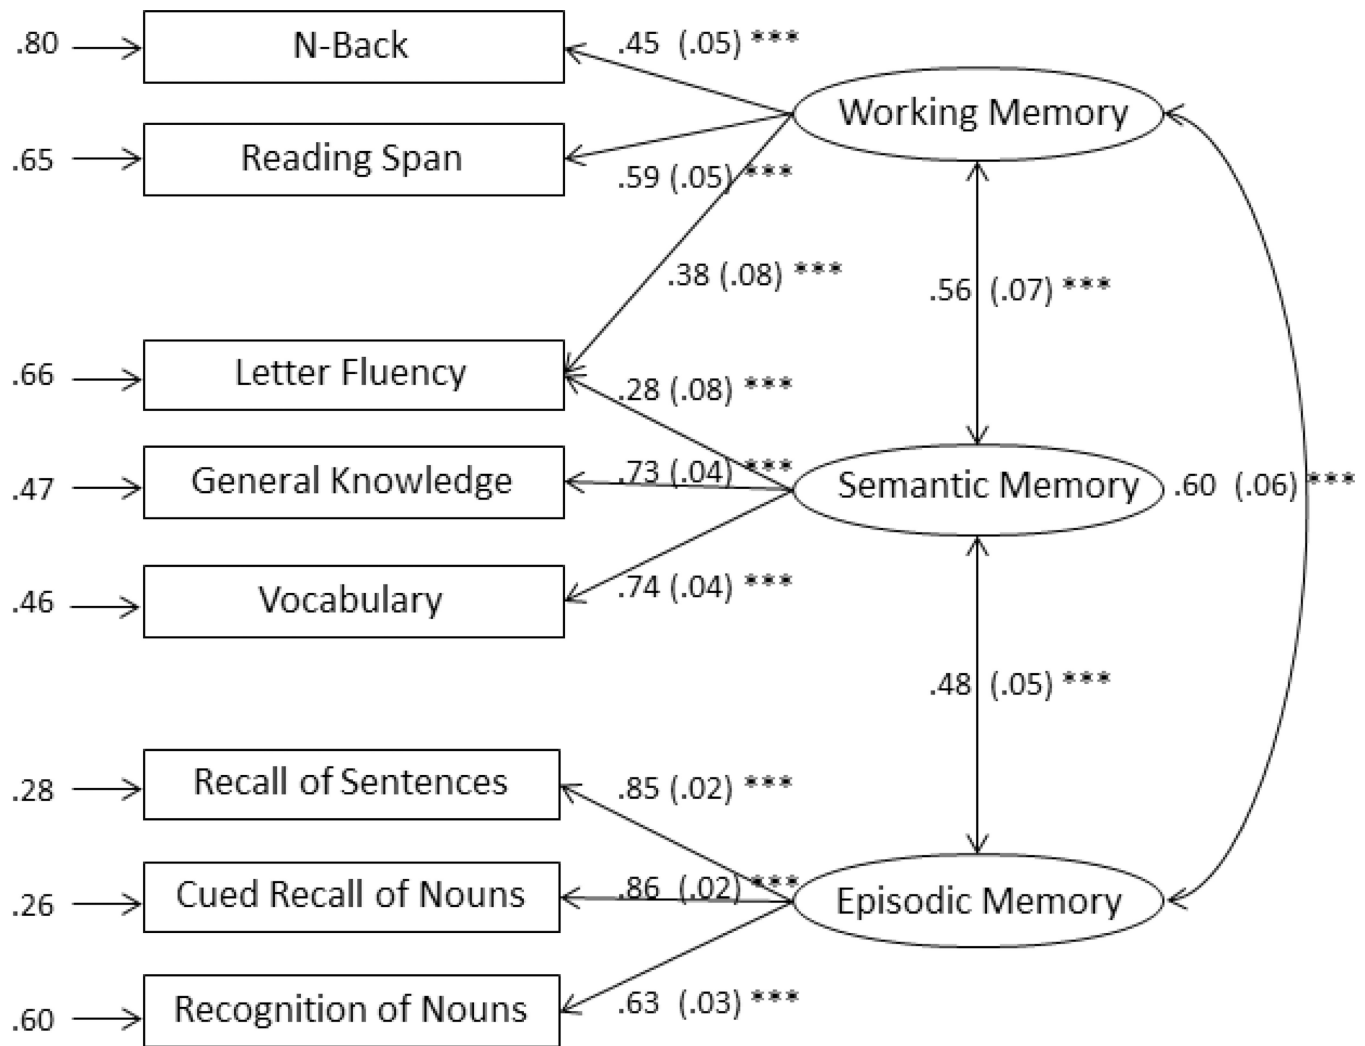 .80
N-Back
.45 (.05) ***
Working Memory
.65
Reading Span
.59 (.05) ***
.38 (.08) ***
.56 (.07) ***
.66
Letter Fluency
.28 (.08) ***
.47
General Knowledge
.73 (.04) ***
Semantic Memory
.60 (.06) ***
.46
Vocabulary
.74 (.04) ***
.48 (.05) ***
.28
Recall of Sentences
.85 (.02) ***
.26
Cued Recall of Nouns
.86 (.02) ***
Episodic Memory
.60
Recognition of Nouns
.63 (.03) ***